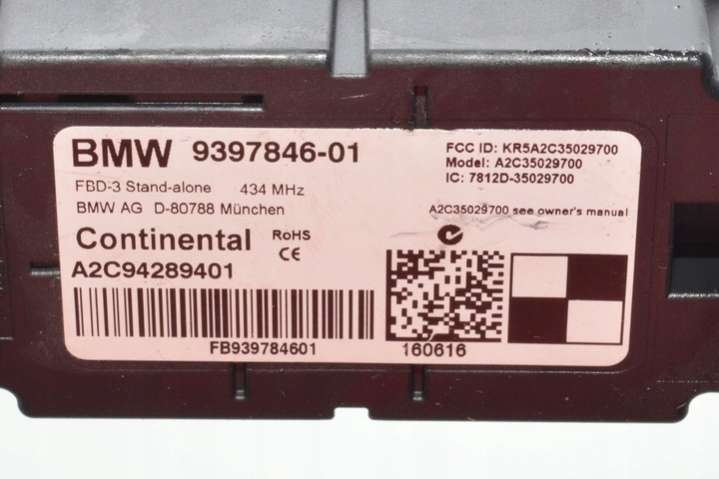 BMW 9397846-01
FBD-3 Stand-alone 434 MHz
BMW AG D-80788 München
Continental RoHS
CE
A2C94289401
FB939784601
FCC ID: KR5A2C35029700
Model: A2C35029700
IC: 7812D-35029700
A2C35029700 see owner's manual
160616